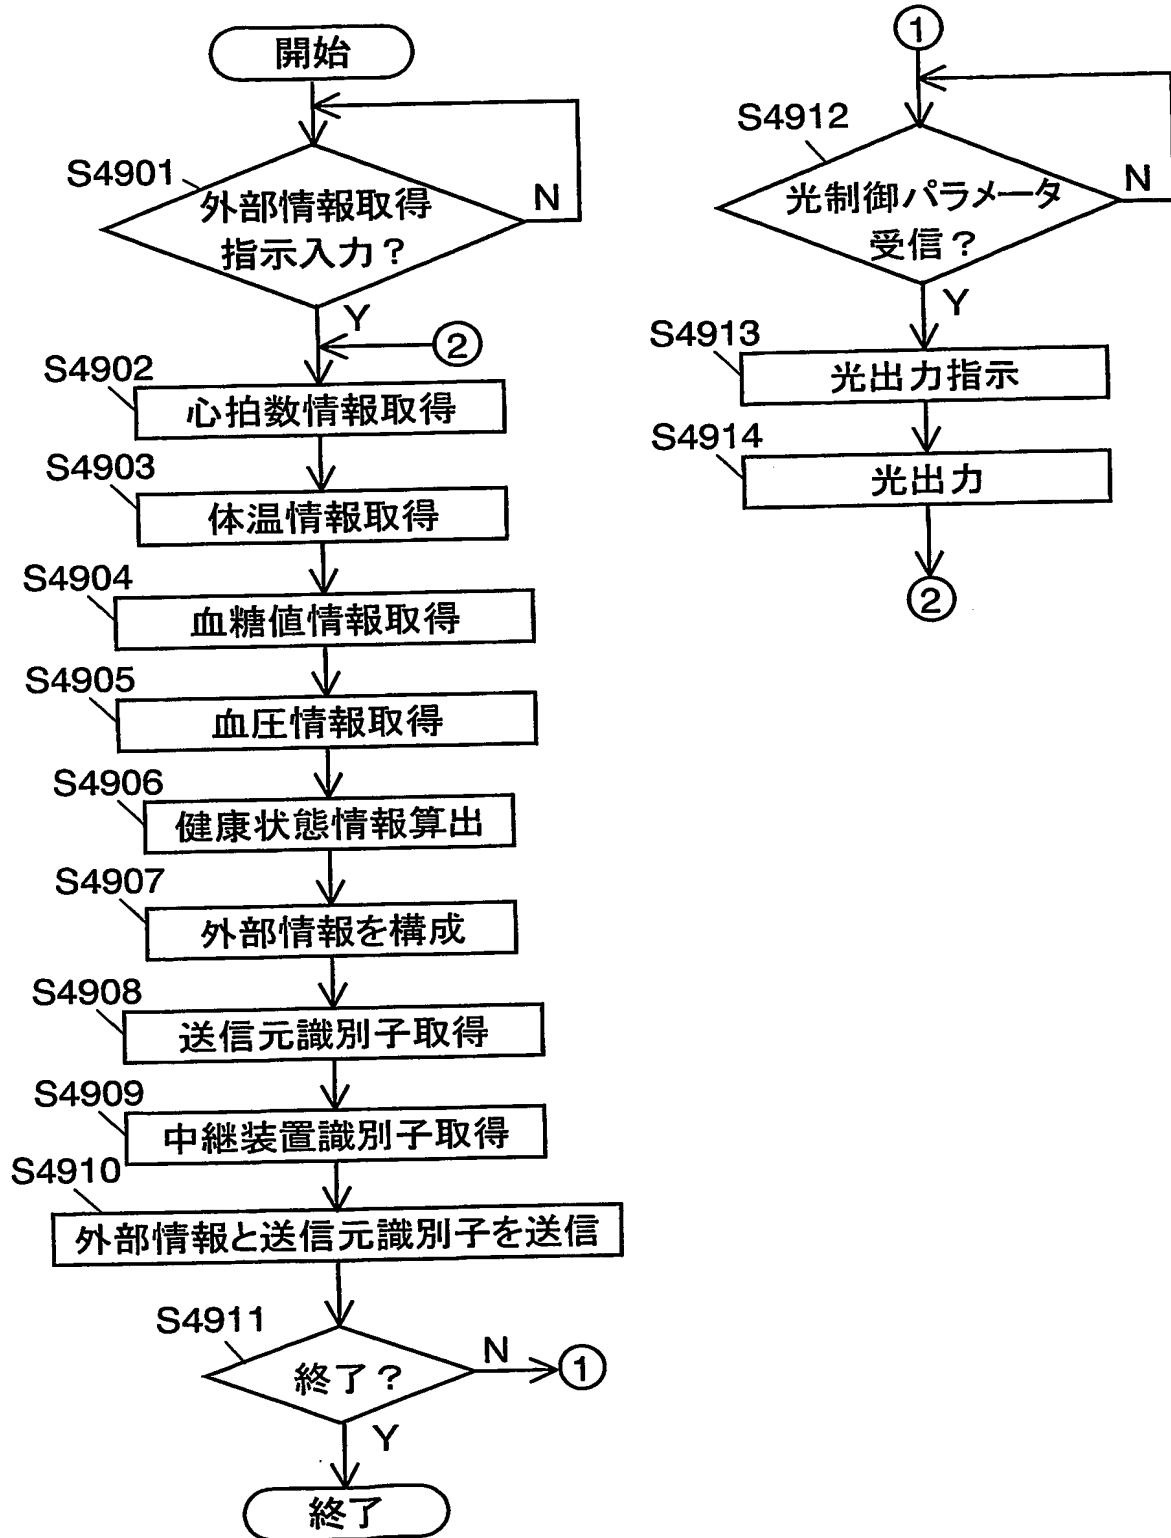 開始
S4901
外部情報取得
指示入力?
N
Y
②
S4902
心拍数情報取得
S4903
体温情報取得
S4904
血糖値情報取得
S4905
血圧情報取得
S4906
健康状態情報算出
S4907
外部情報を構成
S4908
送信元識別子取得
S4909
中継装置識別子取得
S4910
外部情報と送信元識別子を送信
S4911
終了?
N
①
Y
終了
①
S4912
光制御パラメータ
受信?
N
Y
S4913
光出力指示
S4914
光出力
②